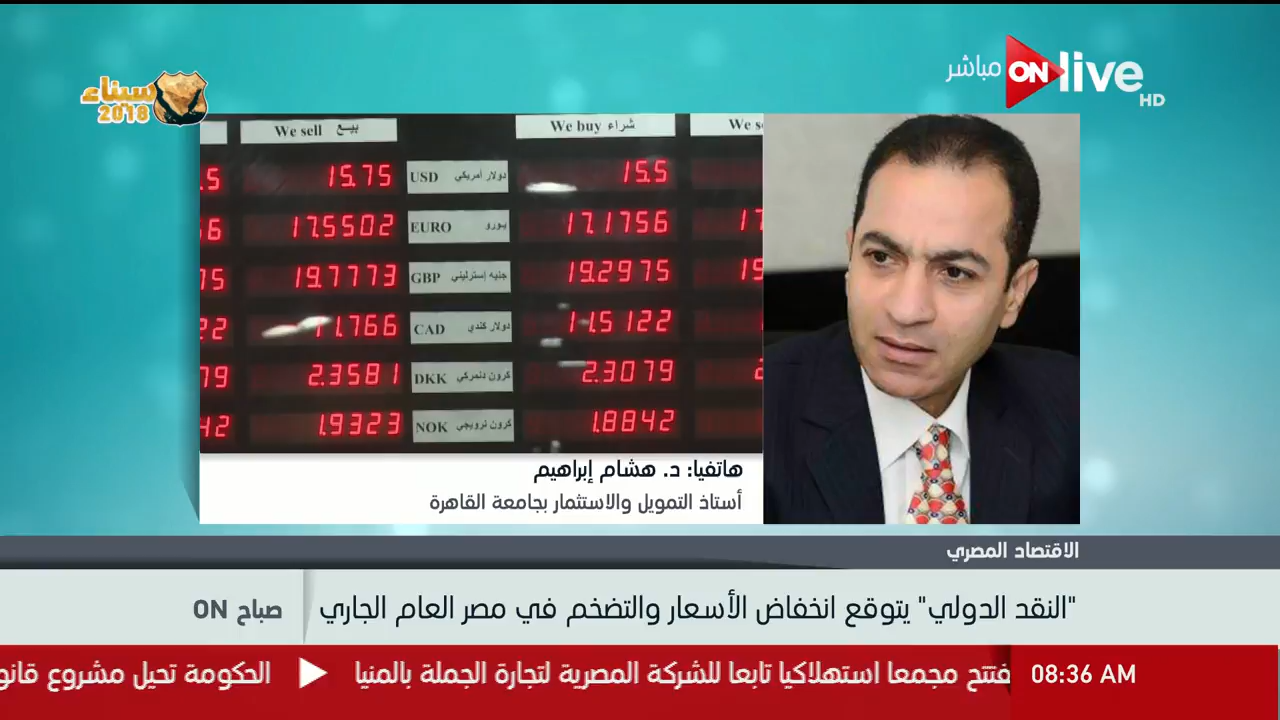 مباشر ON live
HD
سيناء
2018
We sell بيع
We buy شراء
We s
15.75 USD دولار أمريكي 15.5
17.5502 EURO يورو 17.1756
19.7773 GBP جنيه إسترليني 19.2975
11.766 CAD دولار كندي 11.5122
2.3581 DKK كرون دنمركي 2.3079
1.9323 NOK كرون نرويجي 1.8842
هاتفيا: د. هشام إبراهيم
أستاذ التمويل والاستثمار بجامعة القاهرة
الاقتصاد المصري
"النقد الدولي" يتوقع انخفاض الأسعار والتضخم في مصر العام الجاري
صباح ON
فتتح مجمعا استهلاكيا تابعا للشركة المصرية لتجارة الجملة بالمنيا
الحكومة تحيل مشروع قانو
08:36 AM